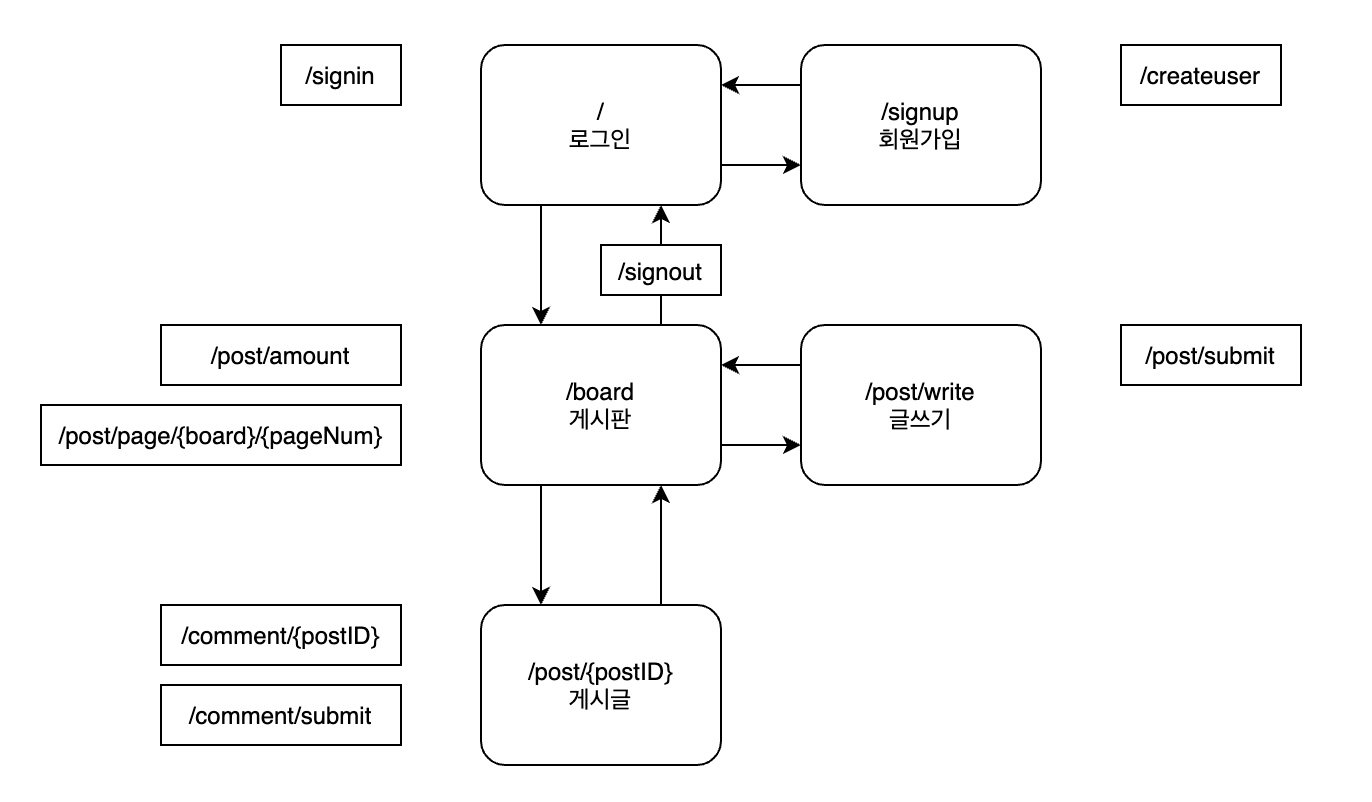 /signin
/
로그인
/signup
회원가입
/createuser
/signout
/post/amount
/post/page/{board}/{pageNum}
/board
게시판
/post/write
글쓰기
/post/submit
/comment/{postID}
/comment/submit
/post/{postID}
게시글